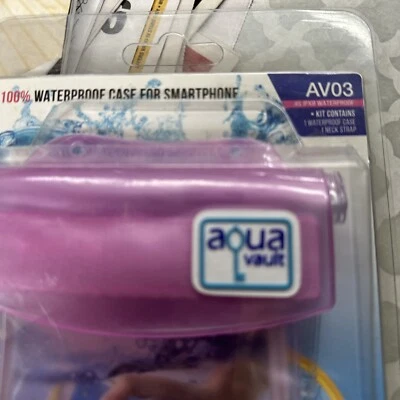 100% WATERPROOF CASE FOR SMARTPHONE
AV03
• KIT CONTAINS
1 WATERPROOF CASE
1 NECK STRAP
aqua
vault